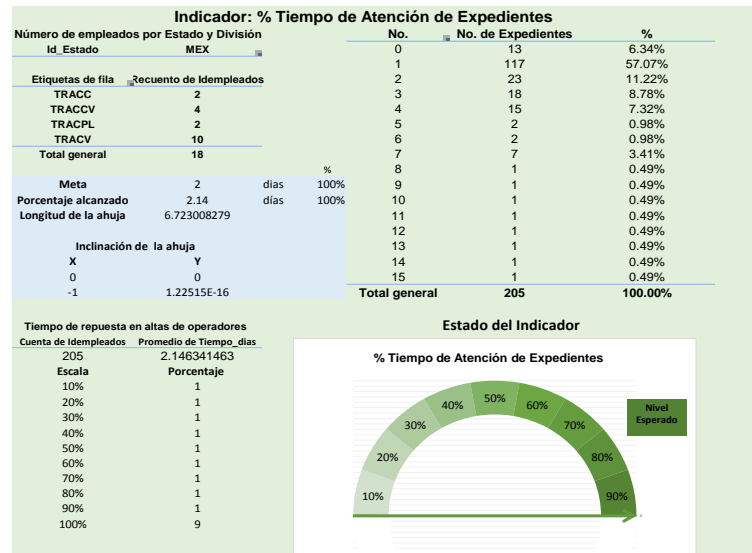 Indicador: % Tiempo de Atención de Expedientes
Número de empleados por Estado y División
Id_Estado MEX
Etiquetas de fila Recuento de Idempleados
TRACC 2
TRACCV 4
TRACPL 2
TRACV 10
Total general 18
%
Meta 2 dias 100%
Porcentaje alcanzado 2.14 días 100%
Longitud de la ahuja 6.723008279
Inclinación de la ahuja
X Y
0 0
-1 1.22515E-16
No. No. de Expedientes %
0 13 6.34%
1 117 57.07%
2 23 11.22%
3 18 8.78%
4 15 7.32%
5 2 0.98%
6 2 0.98%
7 7 3.41%
8 1 0.49%
9 1 0.49%
10 1 0.49%
11 1 0.49%
12 1 0.49%
13 1 0.49%
14 1 0.49%
15 1 0.49%
Total general 205 100.00%
Tiempo de repuesta en altas de operadores
Cuenta de Idempleados Promedio de Tiempo_dias
205 2.146341463
Escala Porcentaje
10% 1
20% 1
30% 1
40% 1
50% 1
60% 1
70% 1
80% 1
90% 1
100% 9
Estado del Indicador
% Tiempo de Atención de Expedientes
10%
20%
30%
40%
50%
60%
70%
80%
90%
Nivel
Esperado